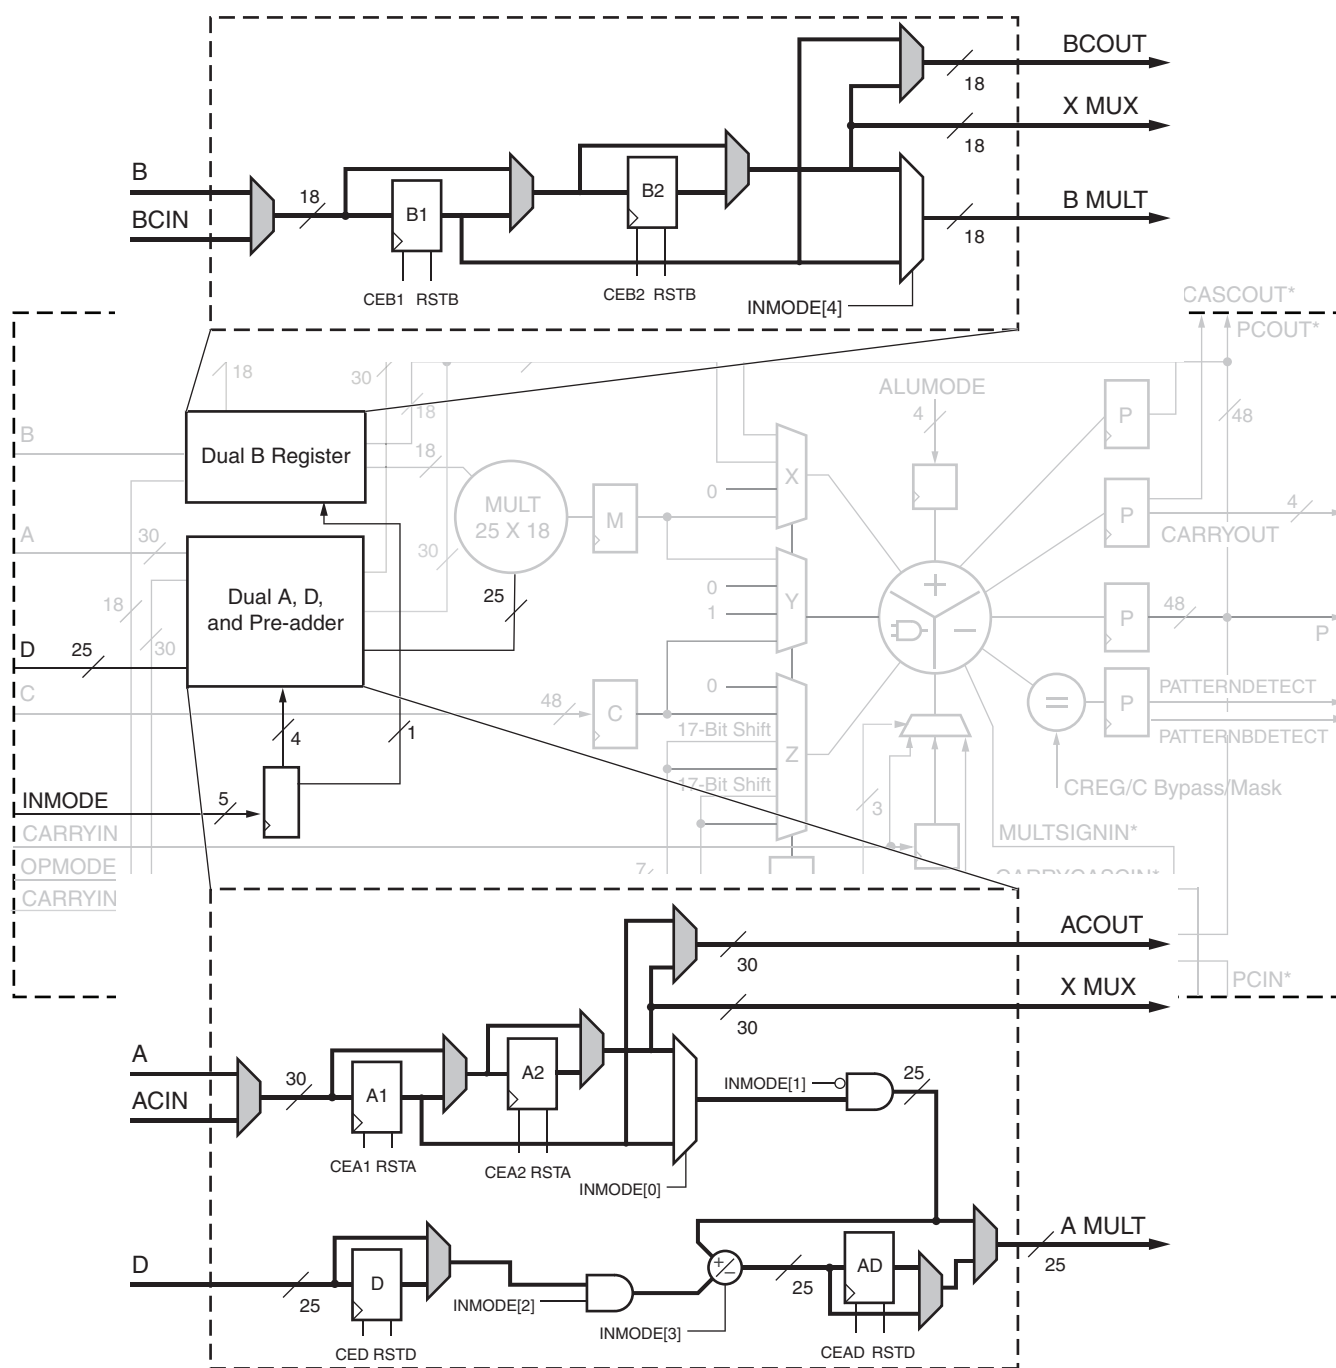 BCOUT
18
X MUX
18
B
18
B1
B2
BCIN
B MULT
18
CEB1 RSTB
CEB2 RSTB
INMODE[4]
CASCOUT*
PCOUT*
18
30
18
ALUMODE
4
P
48
B
Dual B Register
18
MULT
25 X 18
M
0
X
P
4
CARRYOUT
A
30
30
Dual A, D,
and Pre-adder
18
30
25
0
1
Y
+
−
P
48
P
D
25
C
48
C
0
17-Bit Shift
Z
17-Bit Shift
=
P
PATTERNDETECT
PATTERNBDETECT
4
1
INMODE
5
3
CREG/C Bypass/Mask
CARRYIN
MULTSIGNIN*
OPMODE
7
CARRYCASCIN*
CARRYIN
ACOUT
30
X MUX
30
PCIN*
A
30
A1
A2
ACIN
INMODE[1]
25
CEA1 RSTA
CEA2 RSTA
INMODE[0]
D
25
D
INMODE[2]
+
−
25
AD
A MULT
25
INMODE[3]
CED RSTD
CEAD RSTD